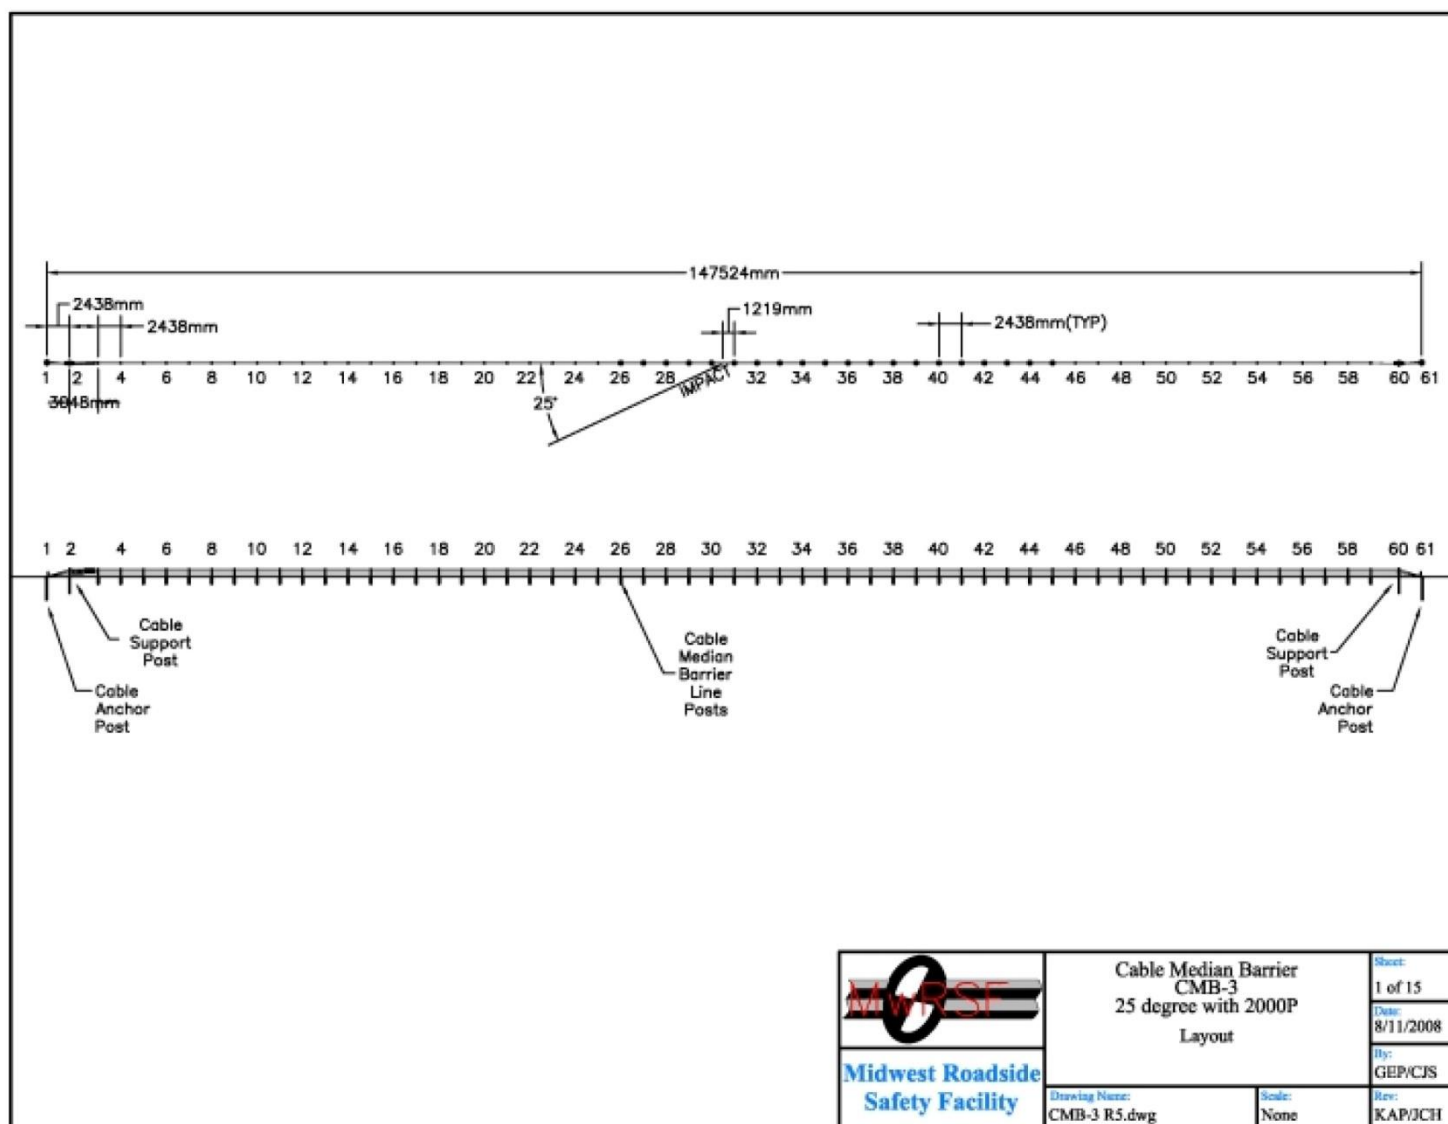 147524mm
2438mm
1219mm
2438mm
2438mm(TYP)
1 2 4 6 8 10 12 14 16 18 20 22 24 26 28 30 32 34 36 38 40 42 44 46 48 50 52 54 56 58 60 61
IMPACT
3048mm
25°
1 2 4 6 8 10 12 14 16 18 20 22 24 26 28 30 32 34 36 38 40 42 44 46 48 50 52 54 56 58 60 61
Cable
Support
Post
Cable
Anchor
Post
Cable
Median
Barrier
Line
Posts
Cable
Support
Post
Cable
Anchor
Post
MwRSF
Midwest Roadside
Safety Facility
Cable Median Barrier
CMB-3
25 degree with 2000P
Layout
Drawing Name:
CMB-3 R5.dwg
Scale:
None
Sheet:
1 of 15
Date:
8/11/2008
By:
GEP/CJS
Rev:
KAP/JCH